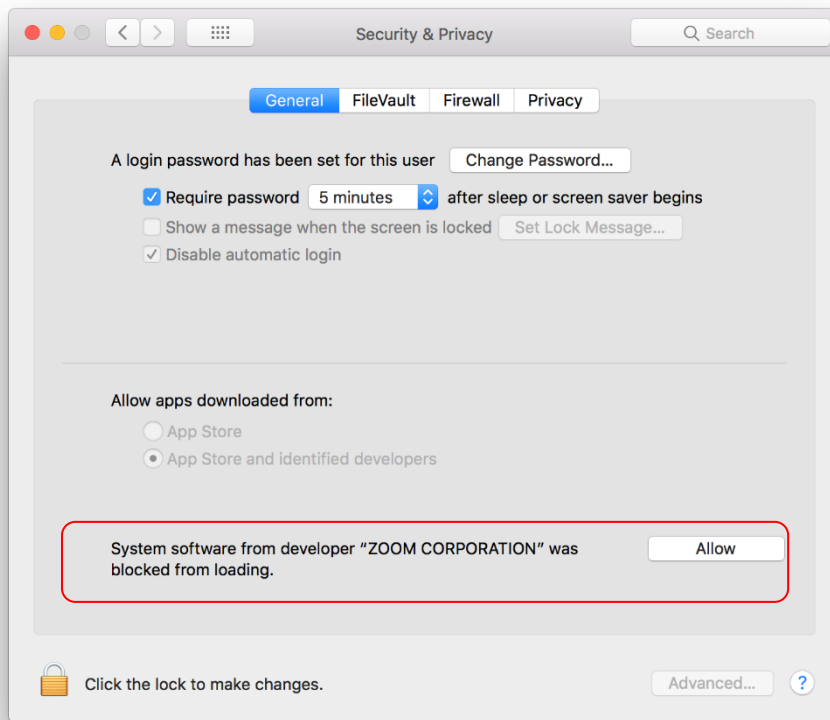 Security & Privacy
Search
General FileVault Firewall Privacy
A login password has been set for this user Change Password...
Require password 5 minutes after sleep or screen saver begins
Show a message when the screen is locked Set Lock Message...
Disable automatic login
Allow apps downloaded from:
App Store
App Store and identified developers
System software from developer “ZOOM CORPORATION” was Allow
blocked from loading.
Click the lock to make changes. Advanced... ?